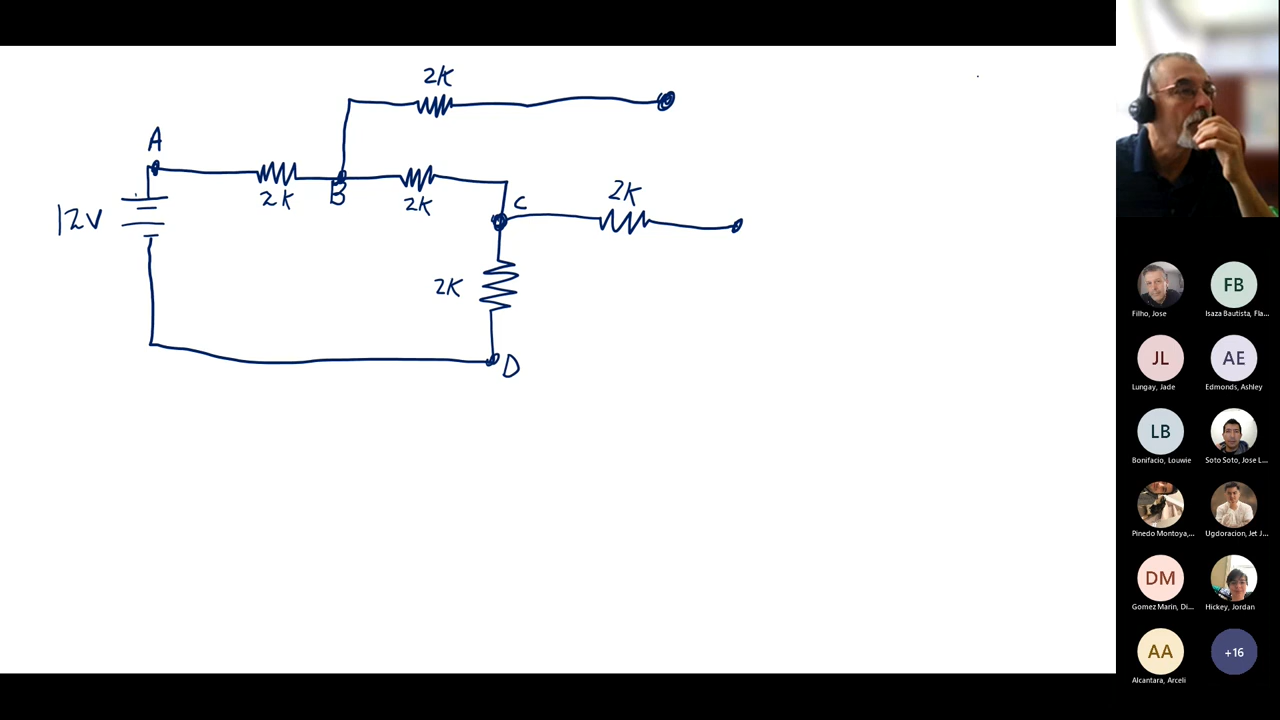 2K
A
12V
2K
B
2K
C
2K
2K
D
Filho, Jose
FB
Isaza Bautista, Fla...
JL
Lungay, Jade
AE
Edmonds, Ashley
LB
Bonifacio, Louwie
Soto Soto, Jose L...
Pinedo Montoya,...
Ugdoracion, Jet J...
DM
Gomez Marin, Di...
Hickey, Jordan
AA
Alcantara, Arceli
+16